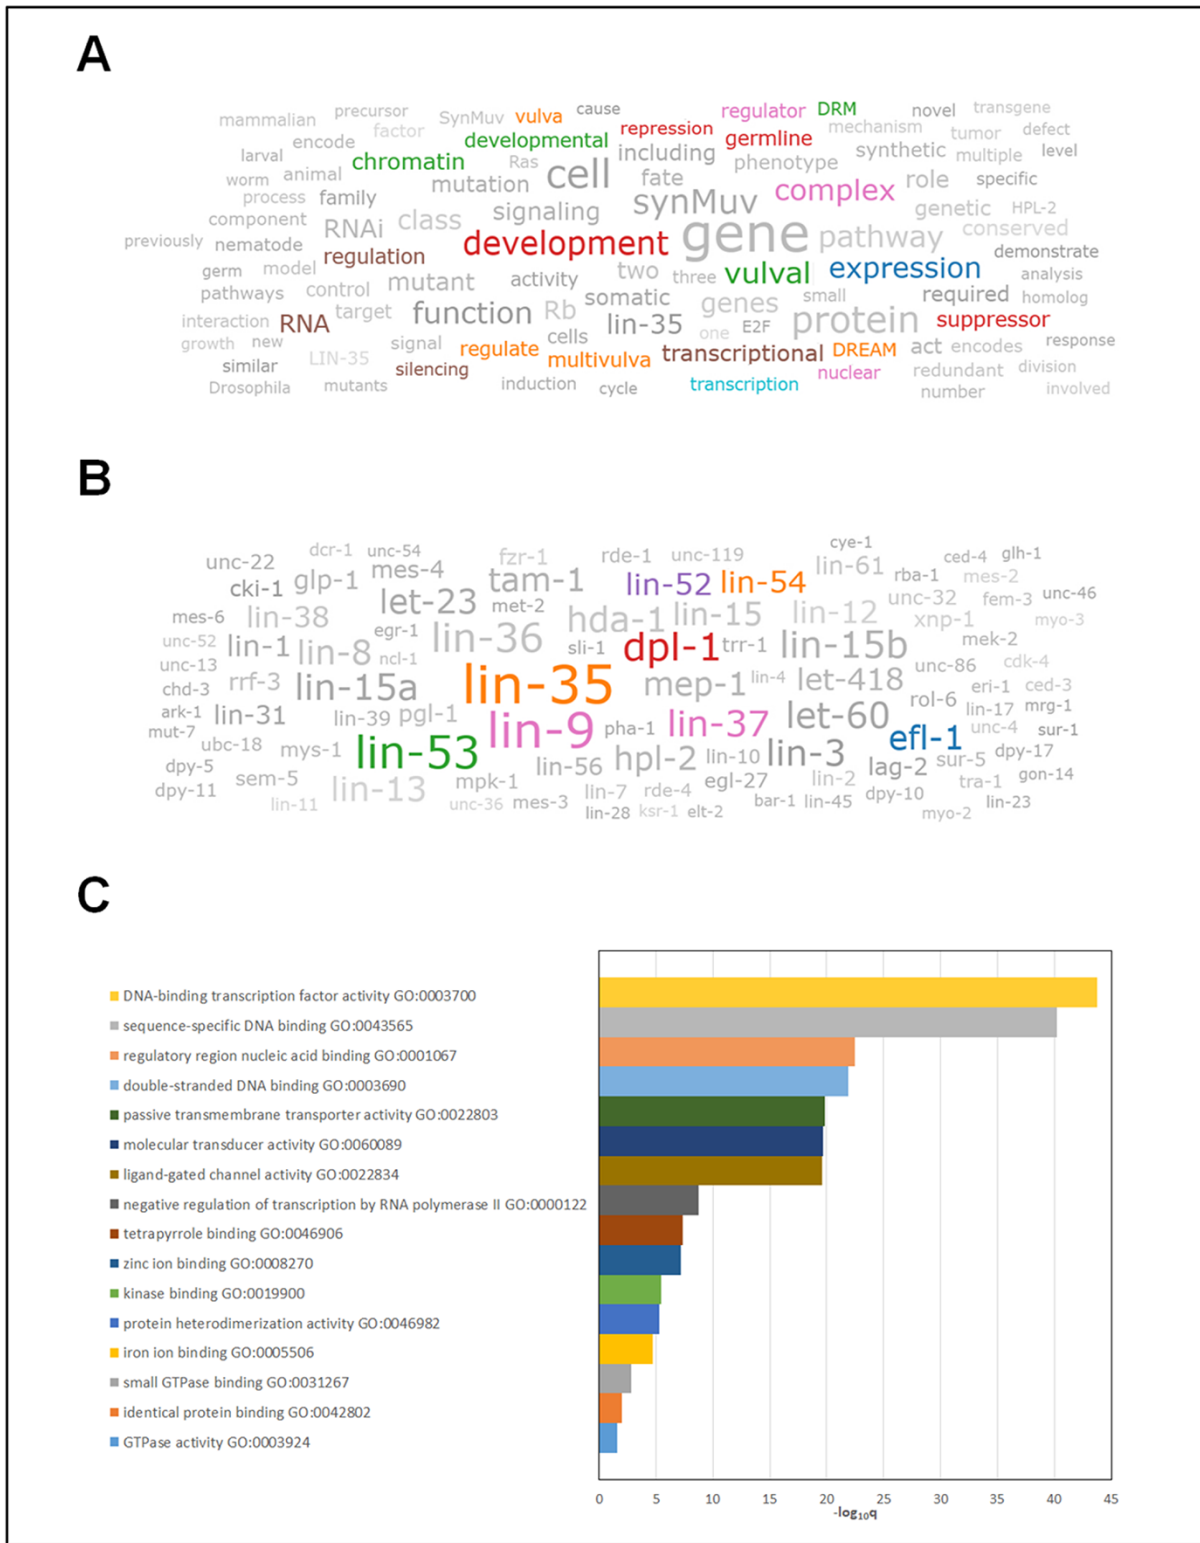 A
mammalian precursor SynMuv vulva cause regulator DRM novel transgene
encode factor developmental repression germline mechanism tumor defect
larval chromatin Ras including phenotype synthetic multiple level
worm animal mutation cell fate complex role specific
process family signaling synMuv genetic HPL-2
component RNAi class gene pathway conserved
previously nematode regulation development vulval expression demonstrate
germ model mutant activity two three analysis
pathways control somatic genes small required homolog
interaction RNA target function Rb lin-35 one E2F protein suppressor
growth new signal regulate cells transcriptional DREAM act encodes response
similar LIN-35 silencing multivulva nuclear redundant division
Drosophila mutants induction cycle transcription number involved
B
unc-22 dcr-1 unc-54 fzr-1 rde-1 unc-119 cye-1 ced-4 glh-1
cki-1 glp-1 mes-4 tam-1 lin-52 lin-54 lin-61 rba-1 mes-2
mes-6 lin-38 let-23 met-2 hda-1 lin-15 lin-12 unc-32 fem-3 unc-46
unc-52 lin-1 lin-8 egr-1 lin-36 sli-1 dpl-1 trr-1 lin-15b xnp-1 mek-2 myo-3
unc-13 ncl-1 unc-86 cdk-4
chd-3 rrf-3 lin-15a lin-35 mep-1 lin-4 let-418 rol-6 eri-1 ced-3
ark-1 lin-31 lin-39 pgl-1 lin-9 pha-1 lin-37 let-60 lin-17 mrg-1
mut-7 ubc-18 mys-1 lin-53 efl-1 unc-4 sur-1
dpy-5 sem-5 lin-56 hpl-2 lin-10 lin-3 lag-2 sur-5 dpy-17
dpy-11 lin-13 mpk-1 lin-7 rde-4 egl-27 lin-2 dpy-10 tra-1 gon-14
lin-11 unc-36 mes-3 lin-28 ksr-1 elt-2 bar-1 lin-45 myo-2 lin-23
C
DNA-binding transcription factor activity GO:0003700
sequence-specific DNA binding GO:0043565
regulatory region nucleic acid binding GO:0001067
double-stranded DNA binding GO:0003690
passive transmembrane transporter activity GO:0022803
molecular transducer activity GO:0060089
ligand-gated channel activity GO:0022834
negative regulation of transcription by RNA polymerase II GO:0000122
tetrapyrrole binding GO:0046906
zinc ion binding GO:0008270
kinase binding GO:0019900
protein heterodimerization activity GO:0046982
iron ion binding GO:0005506
small GTPase binding GO:0031267
identical protein binding GO:0042802
GTPase activity GO:0003924
0 5 10 15 20 25 30 35 40 45
-log₁₀q